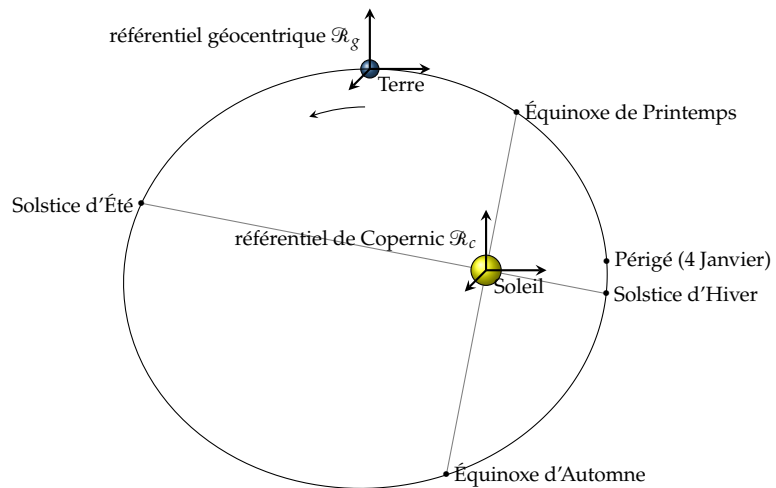 référentiel géocentrique ℛg
Terre
Équinoxe de Printemps
Solstice d'Été
référentiel de Copernic ℛc
Périgé (4 Janvier)
Soleil
Solstice d'Hiver
Équinoxe d'Automne